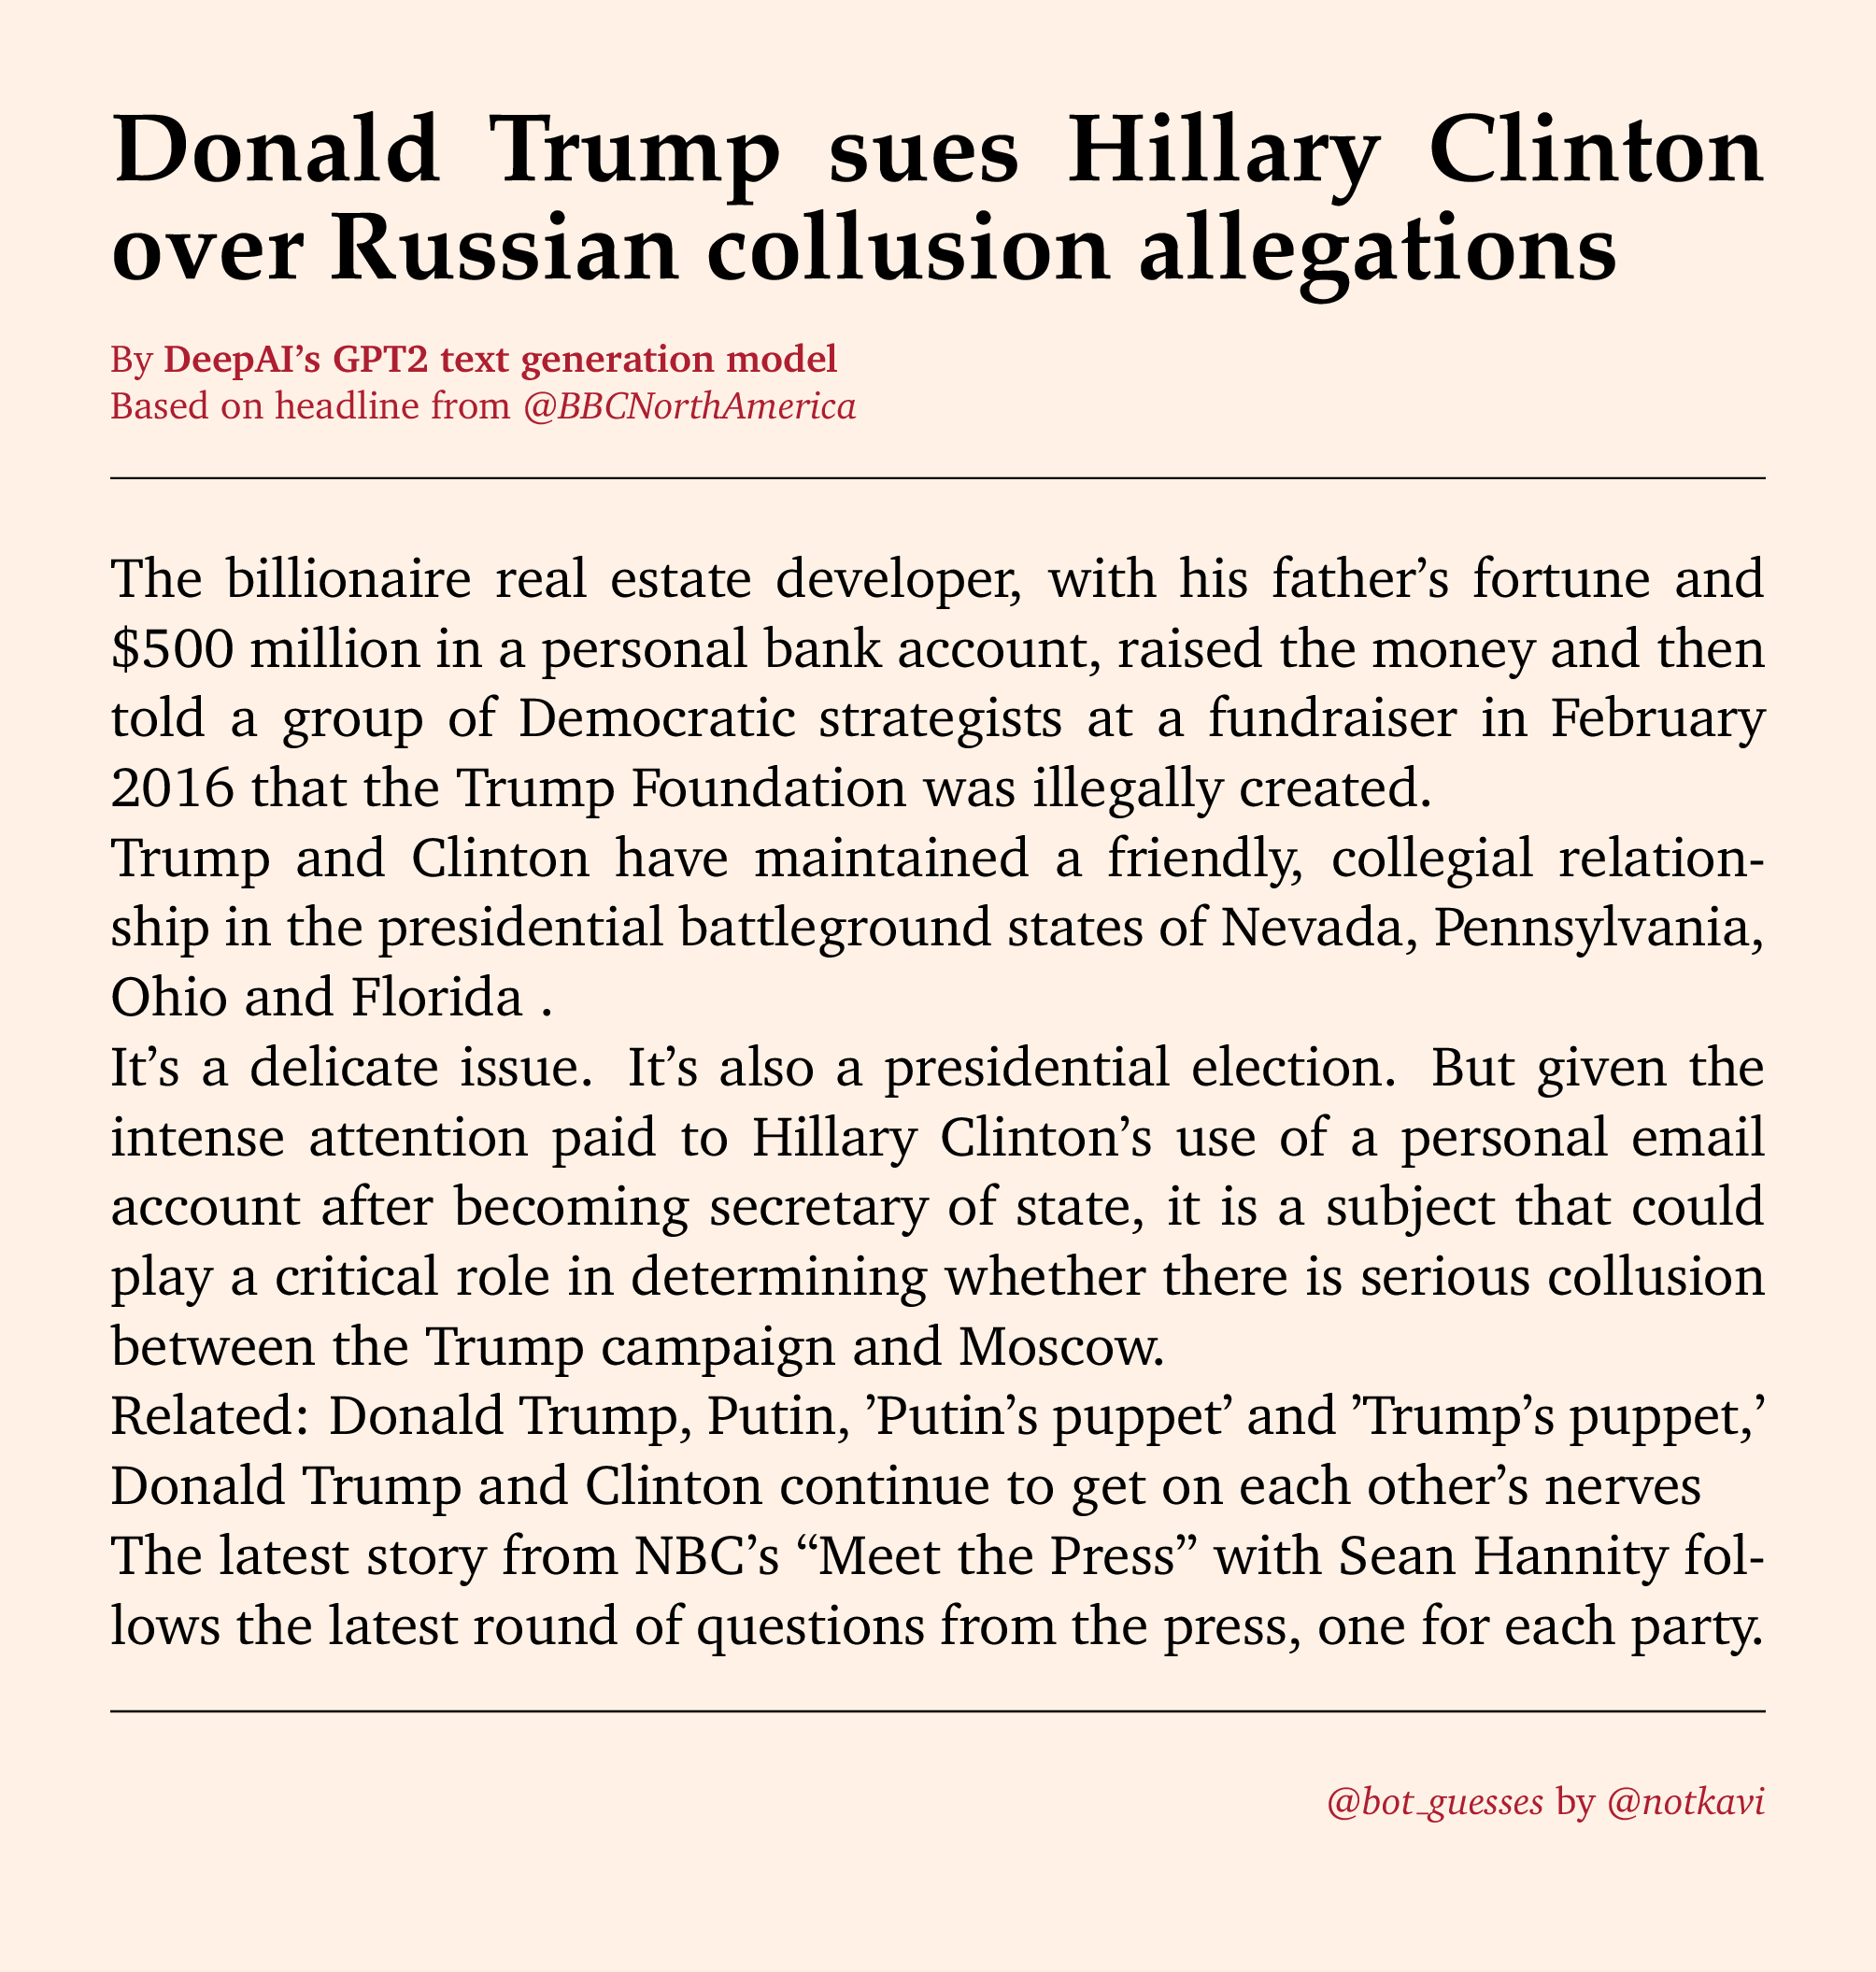 Donald Trump sues Hillary Clinton
over Russian collusion allegations
By DeepAI’s GPT2 text generation model
Based on headline from @BBCNorthAmerica
The billionaire real estate developer, with his father’s fortune and
$500 million in a personal bank account, raised the money and then
told a group of Democratic strategists at a fundraiser in February
2016 that the Trump Foundation was illegally created.
Trump and Clinton have maintained a friendly, collegial relation-
ship in the presidential battleground states of Nevada, Pennsylvania,
Ohio and Florida .
It’s a delicate issue. It’s also a presidential election. But given the
intense attention paid to Hillary Clinton’s use of a personal email
account after becoming secretary of state, it is a subject that could
play a critical role in determining whether there is serious collusion
between the Trump campaign and Moscow.
Related: Donald Trump, Putin, ’Putin’s puppet’ and ’Trump’s puppet,’
Donald Trump and Clinton continue to get on each other’s nerves
The latest story from NBC’s “Meet the Press” with Sean Hannity fol-
lows the latest round of questions from the press, one for each party.
@bot_guesses by @notkavi